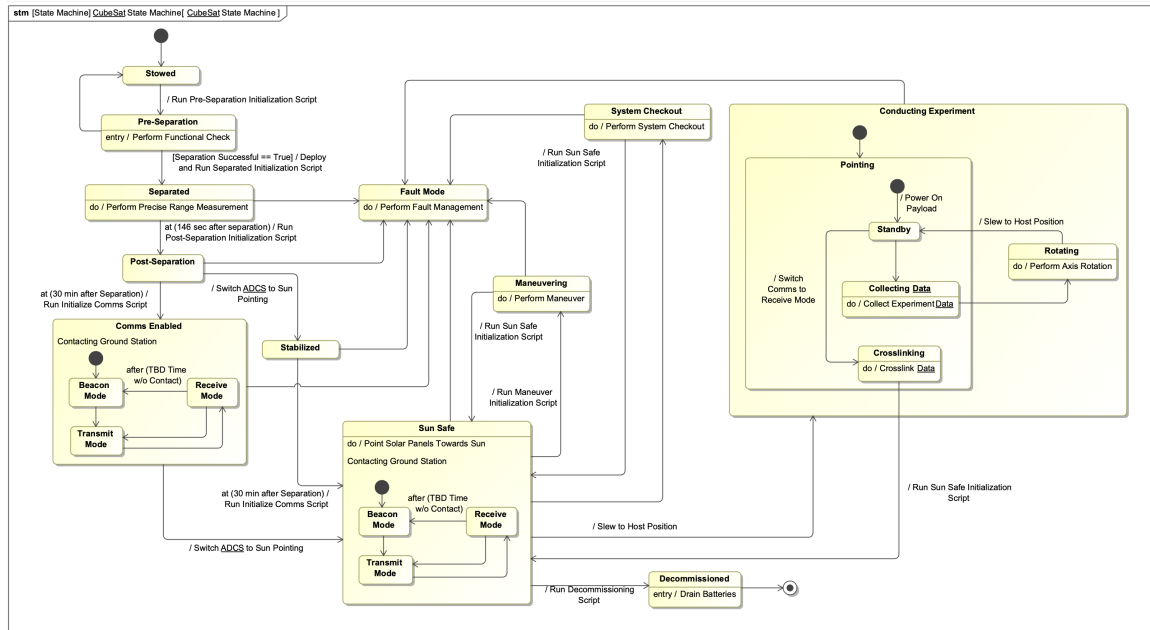 stm [State Machine] CubeSat State Machine[ CubeSat State Machine ]
Stowed
/ Run Pre-Separation Initialization Script
Pre-Separation
entry / Perform Functional Check
[Separation Successful == True] / Deploy
and Run Separated Initialization Script
Separated
do / Perform Precise Range Measurement
at (146 sec after separation) / Run
Post-Separation Initialization Script
Post-Separation
at (30 min after Separation) /
Run Initialize Comms Script
/ Switch ADCS to Sun
Pointing
Comms Enabled
Contacting Ground Station
after (TBD Time
w/o Contact)
Beacon
Mode
Receive
Mode
Transmit
Mode
Stabilized
at (30 min after Separation) /
Run Initialize Comms Script
/ Switch ADCS to Sun Pointing
Fault Mode
do / Perform Fault Management
System Checkout
do / Perform System Checkout
/ Run Sun Safe
Initialization Script
Maneuvering
do / Perform Maneuver
/ Run Sun Safe
Initialization Script
/ Run Maneuver
Initialization Script
Sun Safe
do / Point Solar Panels Towards Sun
Contacting Ground Station
after (TBD Time
w/o Contact)
Beacon
Mode
Receive
Mode
Transmit
Mode
/ Slew to Host Position
/ Run Decommissioning
Script
Decommissioned
entry / Drain Batteries
Conducting Experiment
Pointing
/ Power On
Payload
Standby
/ Slew to Host Position
Rotating
do / Perform Axis Rotation
/ Switch
Comms to
Receive Mode
Collecting Data
do / Collect Experiment Data
Crosslinking
do / Crosslink Data
/ Run Sun Safe Initialization
Script